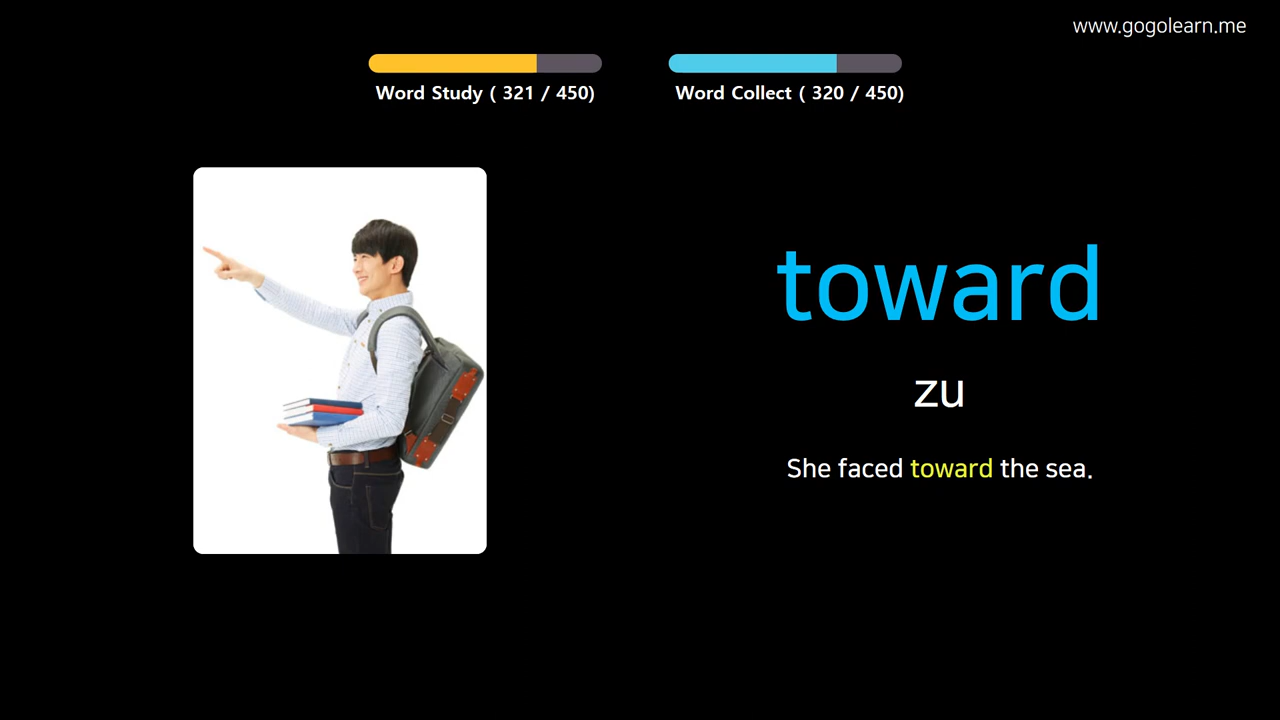 www.gogolearn.me
Word Study ( 321 / 450)
Word Collect ( 320 / 450)
toward
zu
She faced toward the sea.